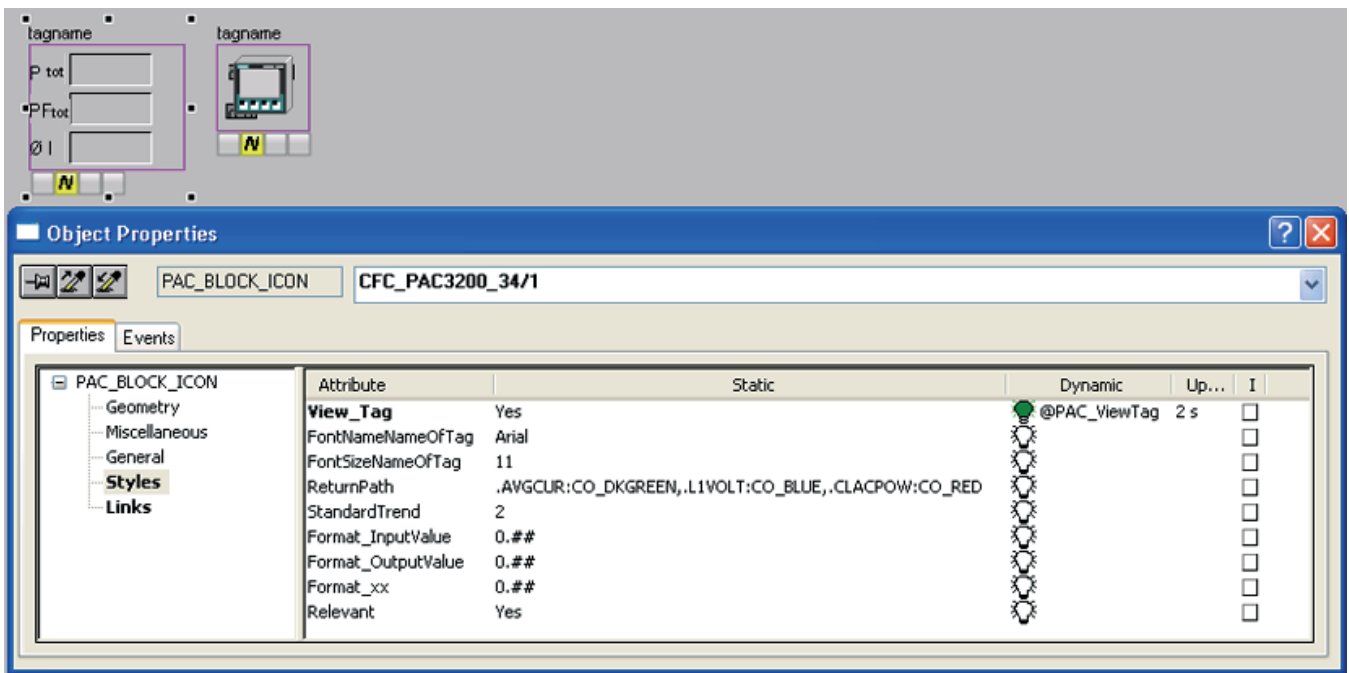 tagname
tagname
P tot
PFtot
Ø I
N
N
Object Properties
PAC_BLOCK_ICON
CFC_PAC3200_34/1
Properties
Events
PAC_BLOCK_ICON
Geometry
Miscellaneous
General
Styles
Links
Attribute Static Dynamic Up... I
View_Tag Yes @PAC_ViewTag 2 s
FontNameNameOfTag Arial
FontSizeNameOfTag 11
ReturnPath .AVGCUR:CO_DKGREEN,.L1VOLT:CO_BLUE,.CLACPOW:CO_RED
StandardTrend 2
Format_InputValue 0.##
Format_OutputValue 0.##
Format_xx 0.##
Relevant Yes